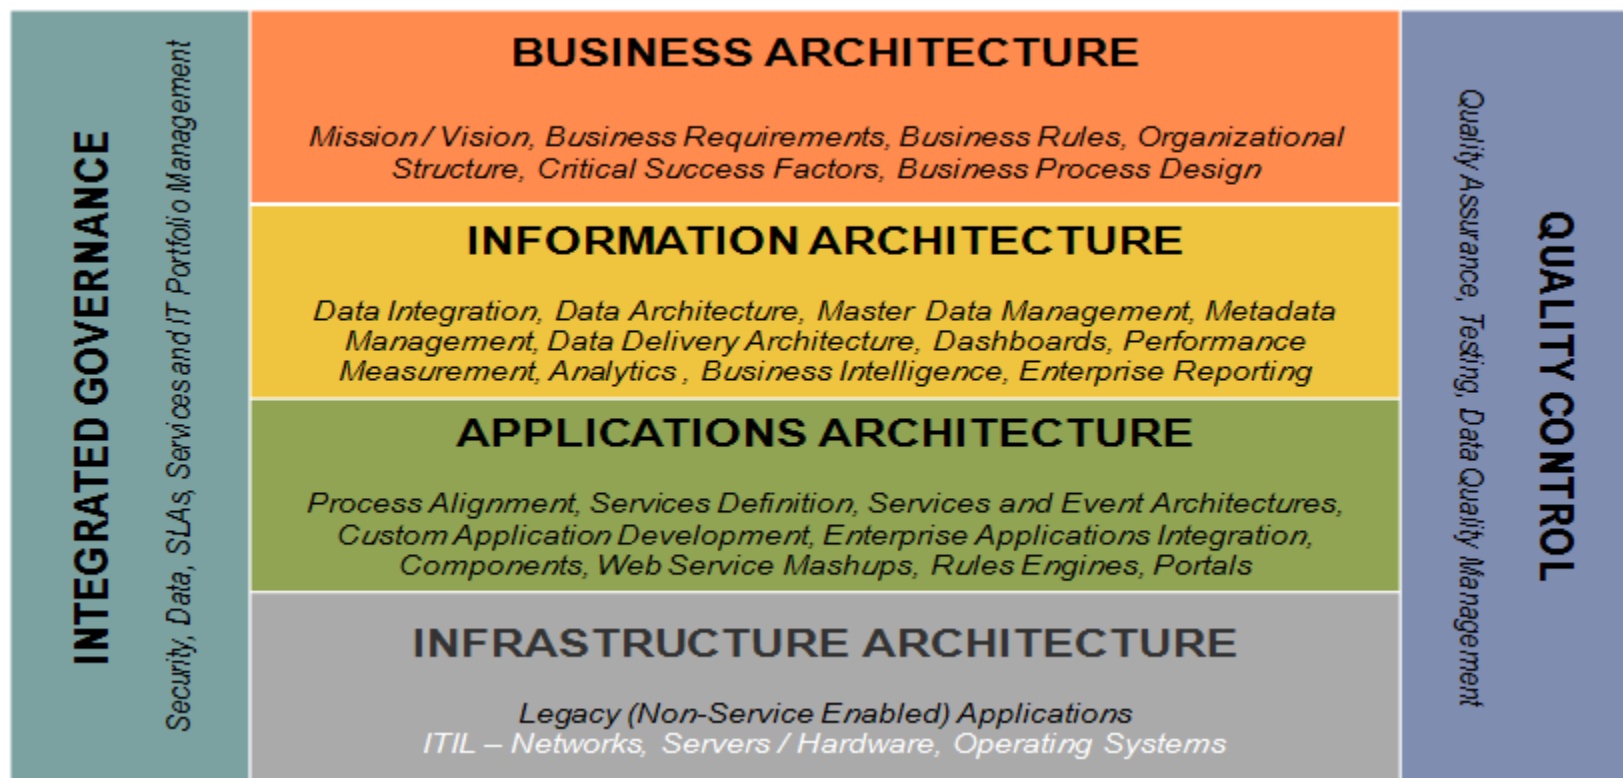 INTEGRATED GOVERNANCE
Security, Data, SLAs, Services and IT Portfolio Management
BUSINESS ARCHITECTURE
Mission / Vision, Business Requirements, Business Rules, Organizational
Structure, Critical Success Factors, Business Process Design
INFORMATION ARCHITECTURE
Data Integration, Data Architecture, Master Data Management, Metadata
Management, Data Delivery Architecture, Dashboards, Performance
Measurement, Analytics , Business Intelligence, Enterprise Reporting
APPLICATIONS ARCHITECTURE
Process Alignment, Services Definition, Services and Event Architectures,
Custom Application Development, Enterprise Applications Integration,
Components, Web Service Mashups, Rules Engines, Portals
INFRASTRUCTURE ARCHITECTURE
Legacy (Non-Service Enabled) Applications
ITIL – Networks, Servers / Hardware, Operating Systems
QUALITY CONTROL
Quality Assurance, Testing, Data Quality Management